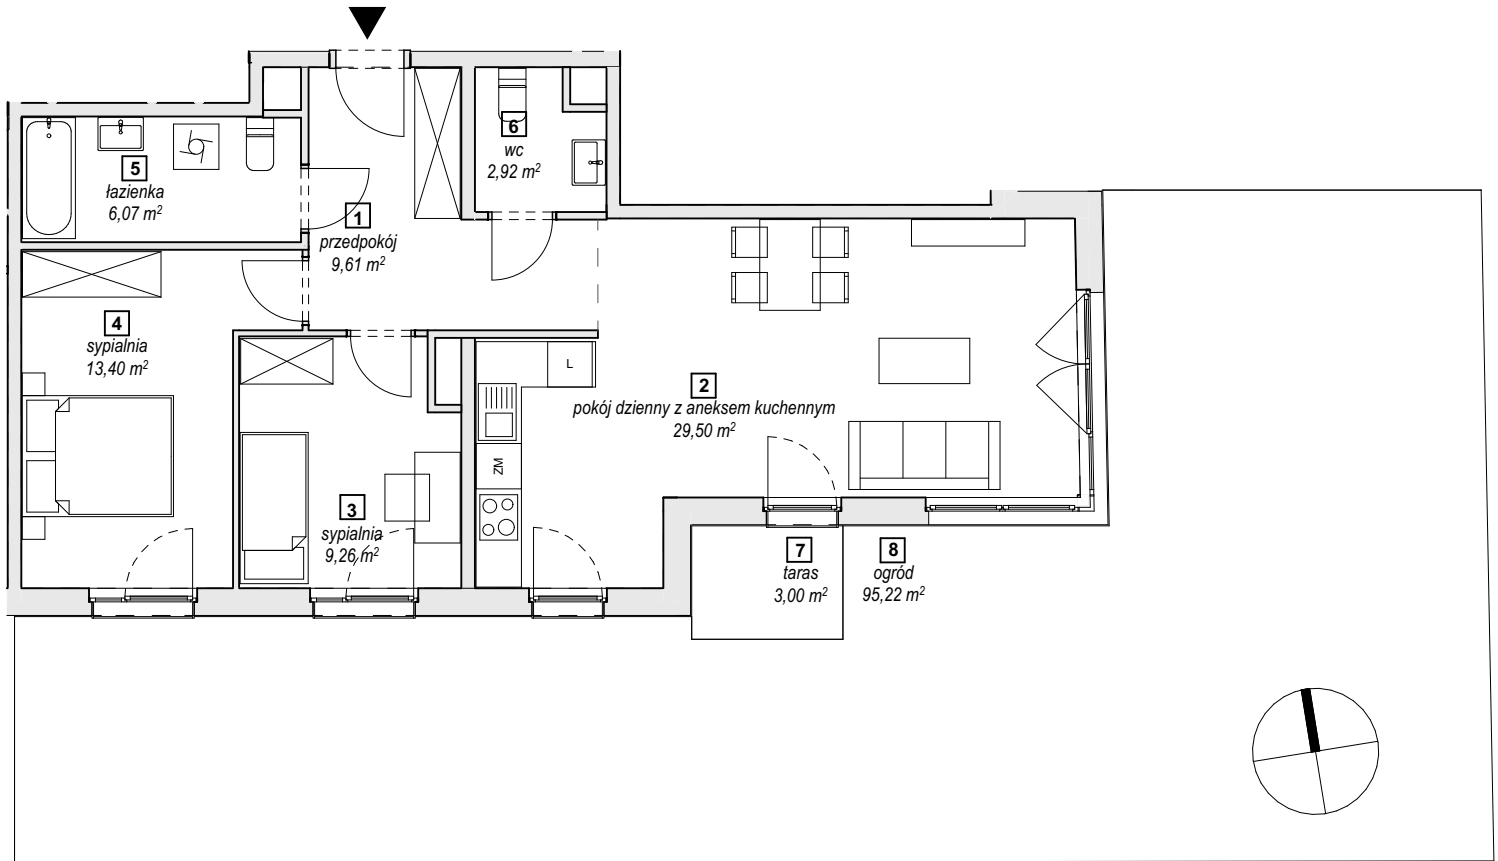 6
wc
2,92 m²
5
łazienka
6,07 m²
1
przedpokój
9,61 m²
4
sypialnia
13,40 m²
L
2
pokój dzienny z aneksem kuchennym
29,50 m²
ZM
3
sypialnia
9,26 m²
7
taras
3,00 m²
8
ogród
95,22 m²